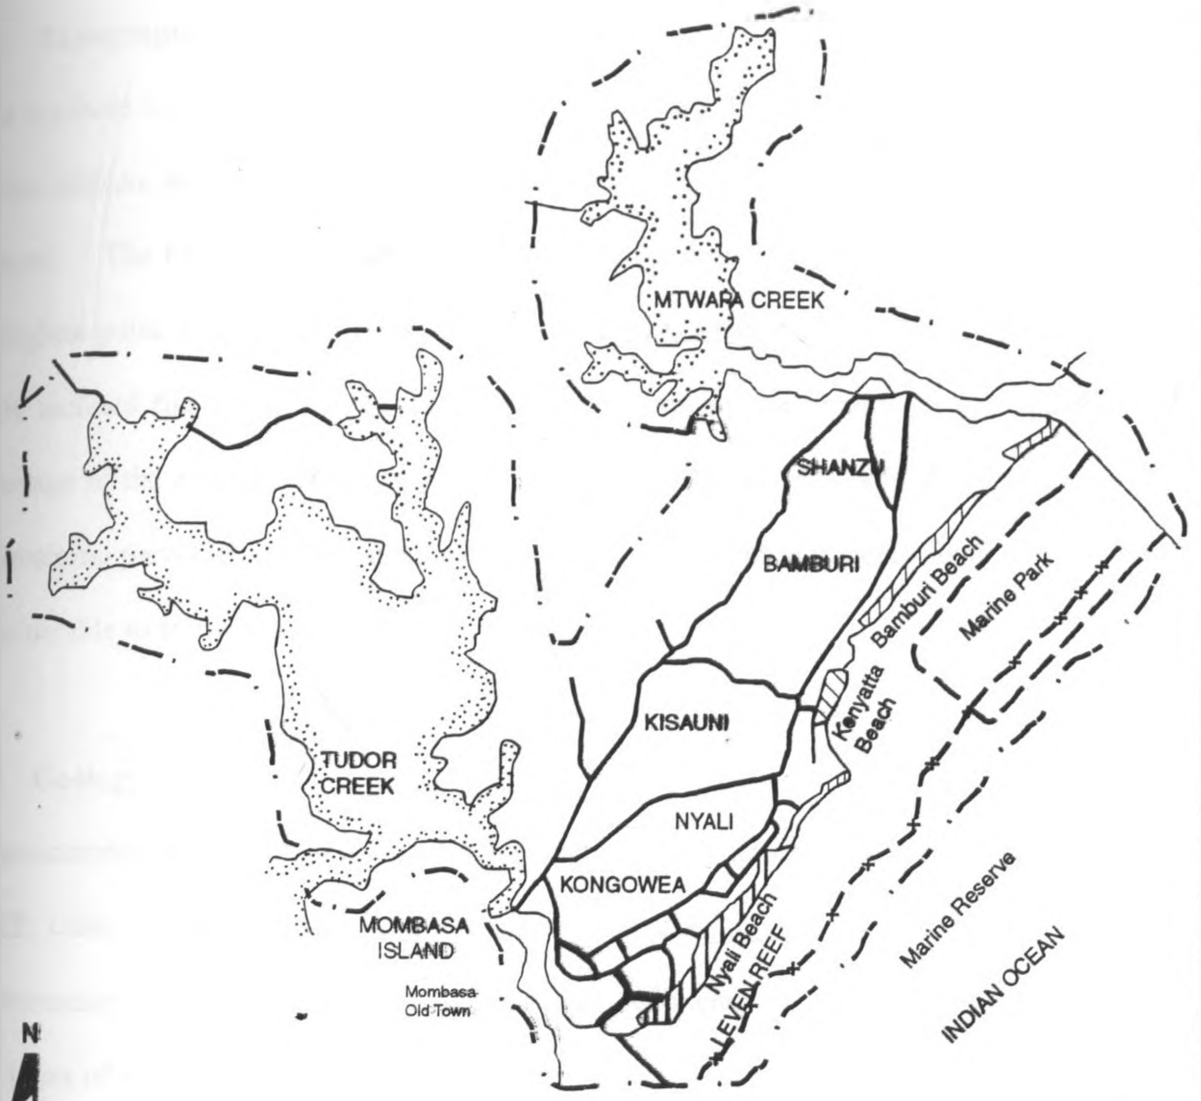 MTWAPA CREEK
SHANZU
BAMBURI
Bamburi Beach
Marine Park
Kenyatta
Beach
KISAUNI
TUDOR
CREEK
NYALI
KONGOWEA
MOMBASA
ISLAND
Mombasa
Old Town
Nyali Beach
LEVEN REEF
Marine Reserve
INDIAN OCEAN
N